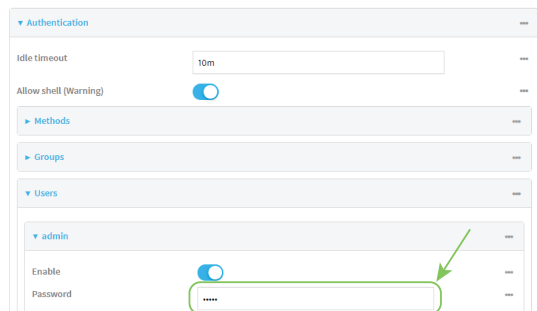 Authentication
Idle timeout
10m
Allow shell (Warning)
Methods
Groups
Users
admin
Enable
Password
•••••